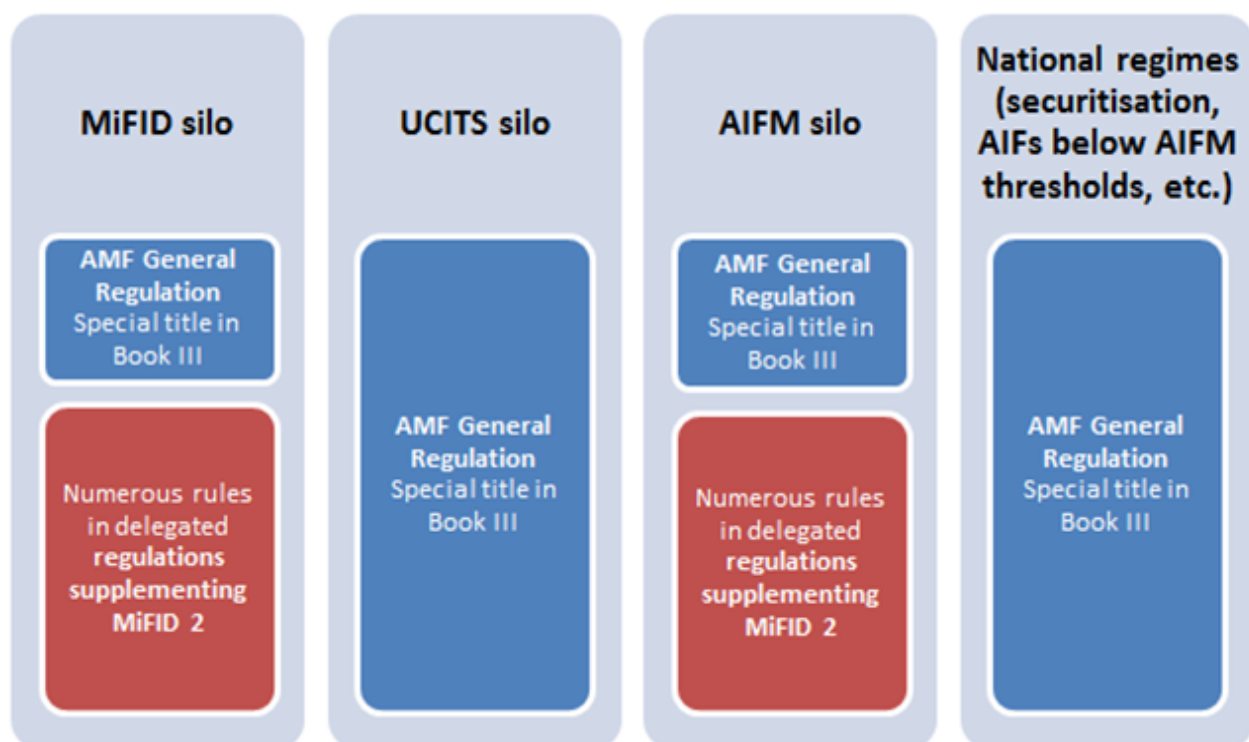 MiFID silo
AMF General
Regulation
Special title in
Book III
Numerous rules
in delegated
regulations
supplementing
MiFID 2
UCITS silo
AMF General
Regulation
Special title in
Book III
AIFM silo
AMF General
Regulation
Special title in
Book III
Numerous rules
in delegated
regulations
supplementing
MiFID 2
National regimes
(securitisation,
AIFs below AIFM
thresholds, etc.)
AMF General
Regulation
Special title in
Book III